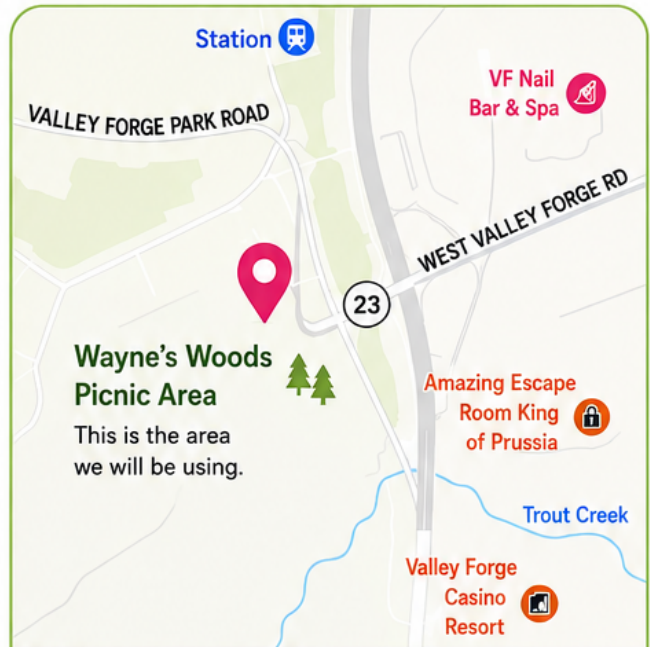 Station
VF Nail
Bar & Spa
VALLEY FORGE PARK ROAD
WEST VALLEY FORGE RD
23
Wayne's Woods
Picnic Area
This is the area
we will be using.
Amazing Escape
Room King
of Prussia
Trout Creek
Valley Forge
Casino
Resort